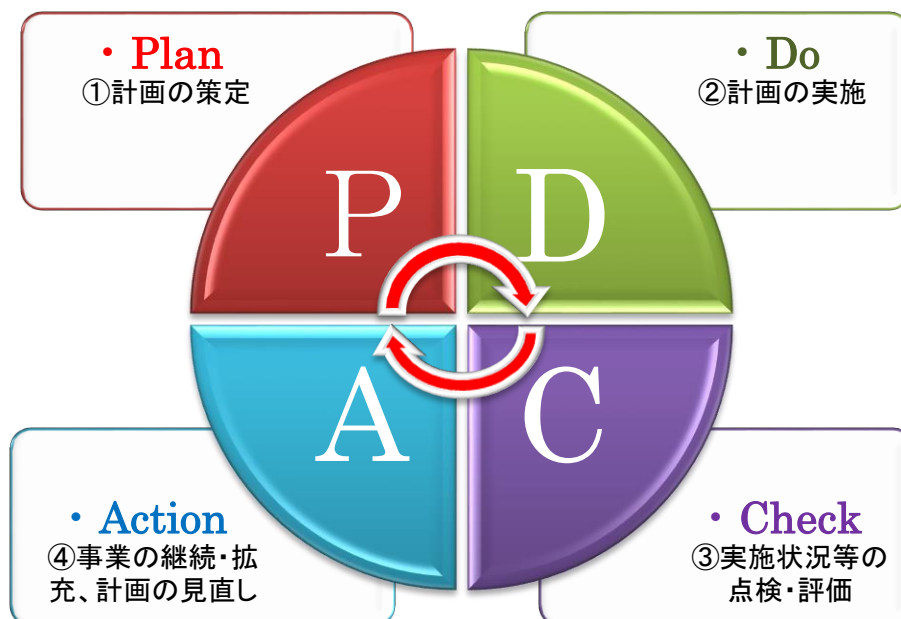 ・Plan
①計画の策定
・Do
②計画の実施
P
D
A
C
・Action
④事業の継続・拡
充、計画の見直し
・Check
③実施状況等の
点検・評価